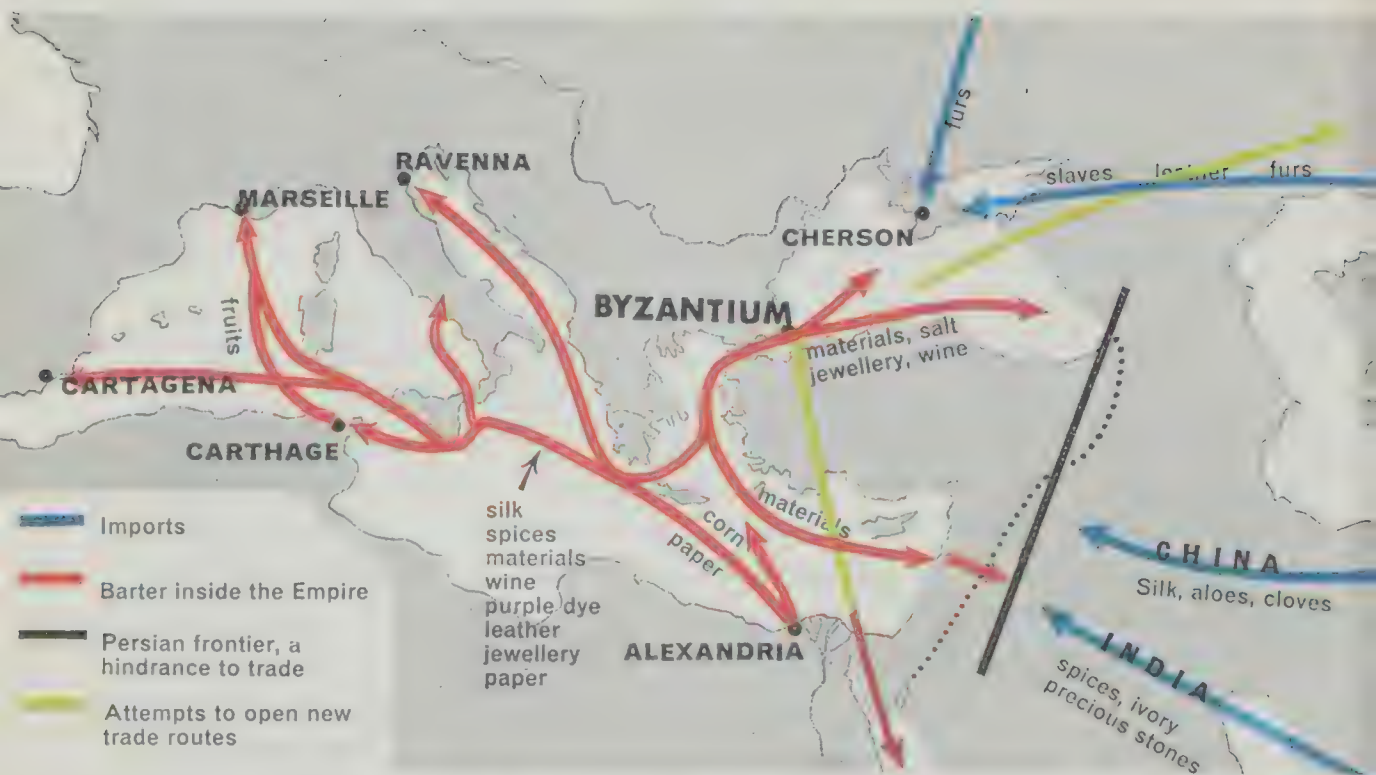 furs
RAVENNA
slaves leather furs
MARSEILLE
CHERSON
BYZANTIUM
fruits
materials, salt
jewellery, wine
CARTAGENA
CARTHAGE
silk
spices
materials
wine
purple dye
leather
jewellery
paper
materials
corn
paper
ALEXANDRIA
CHINA
Silk, aloes, cloves
INDIA
spices, ivory
precious stones
Imports
Barter inside the Empire
Persian frontier, a
hindrance to trade
Attempts to open new
trade routes